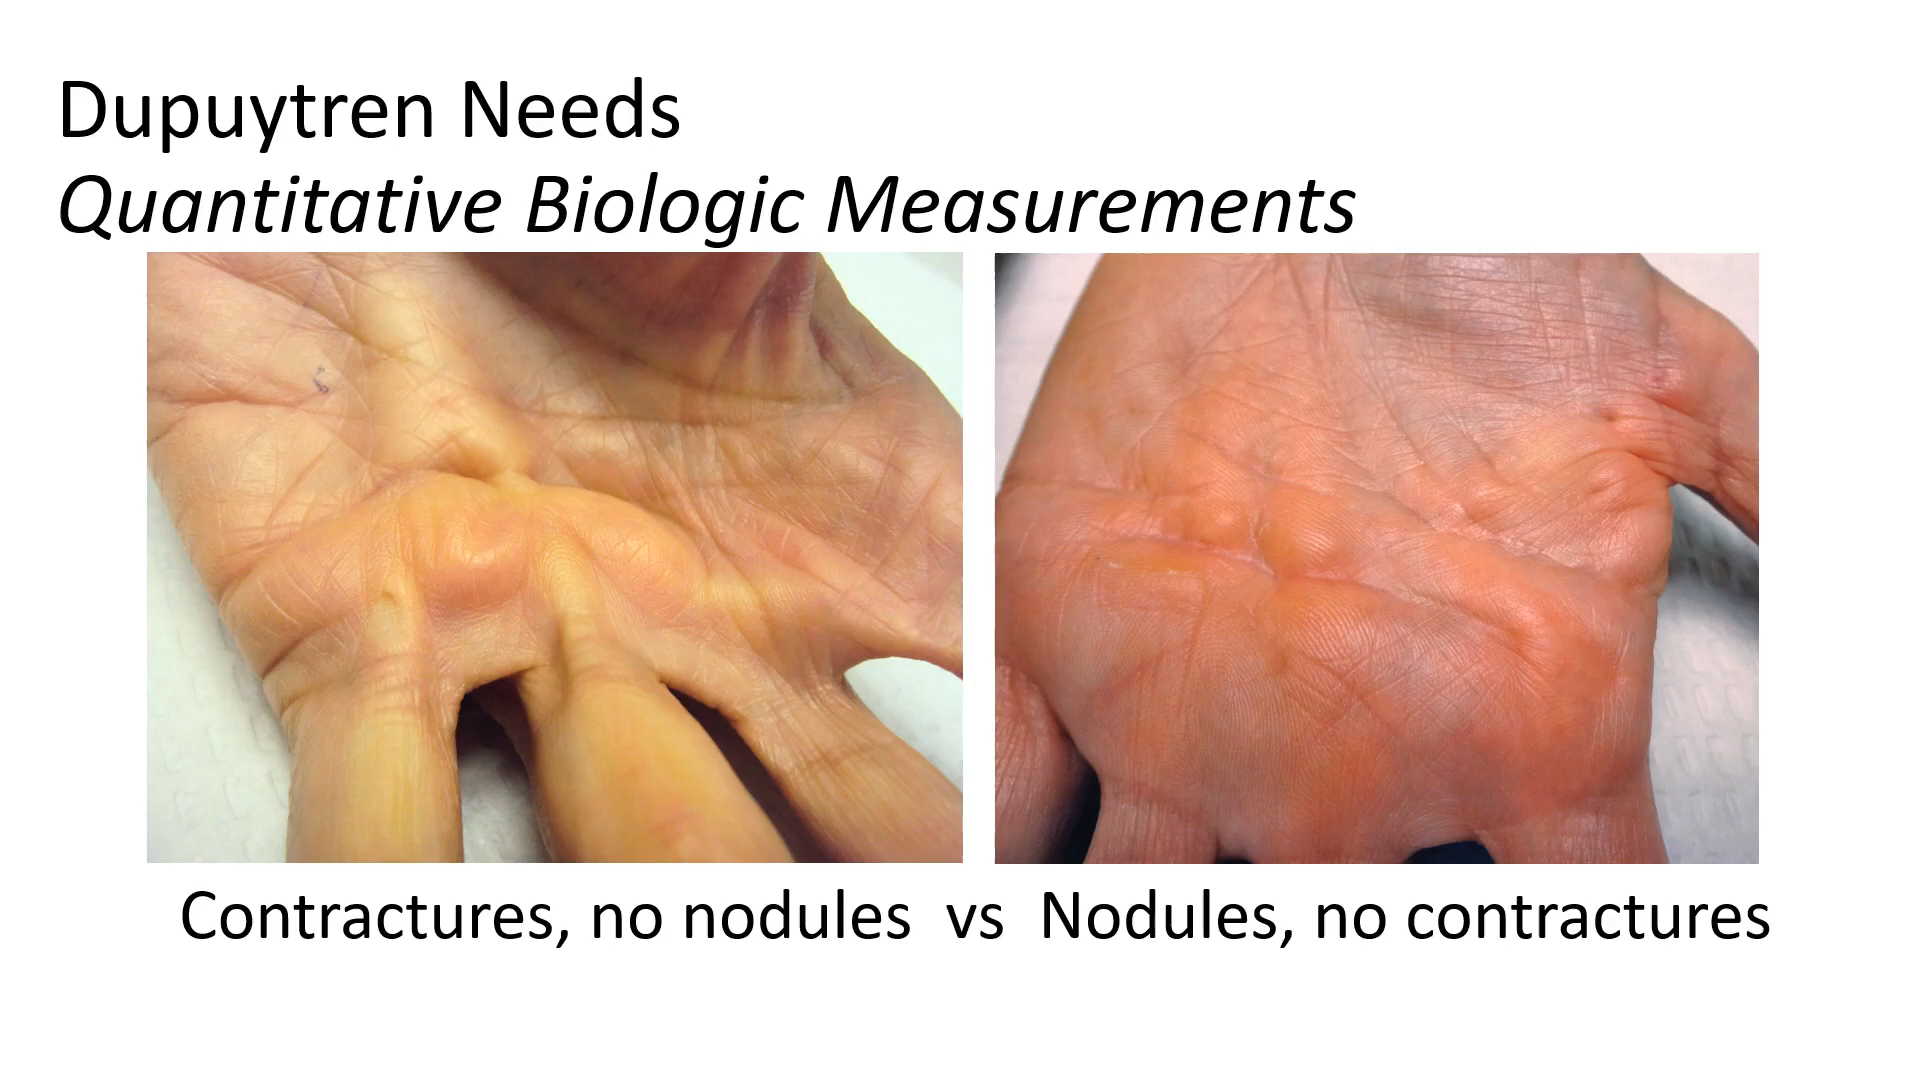 Dupuytren Needs
Quantitative Biologic Measurements
Contractures, no nodules vs Nodules, no contractures